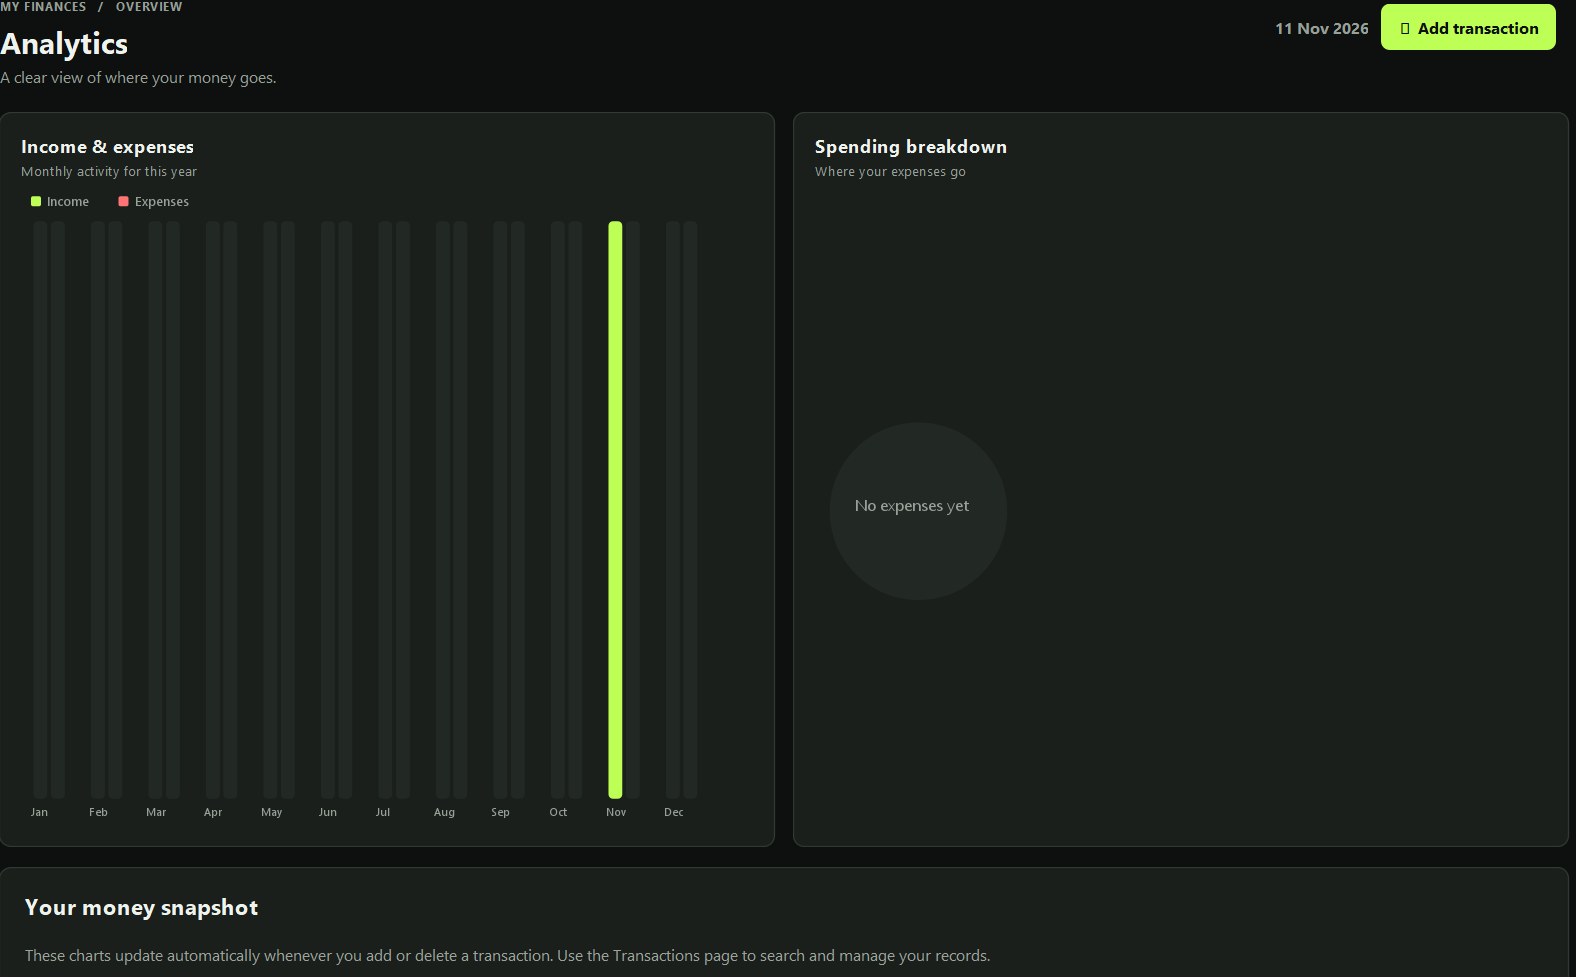 MY FINANCES / OVERVIEW
Analytics
A clear view of where your money goes.
11 Nov 2026
Add transaction
Income & expenses
Monthly activity for this year
Income Expenses
Jan Feb Mar Apr May Jun Jul Aug Sep Oct Nov Dec
Spending breakdown
Where your expenses go
No expenses yet
Your money snapshot
These charts update automatically whenever you add or delete a transaction. Use the Transactions page to search and manage your records.